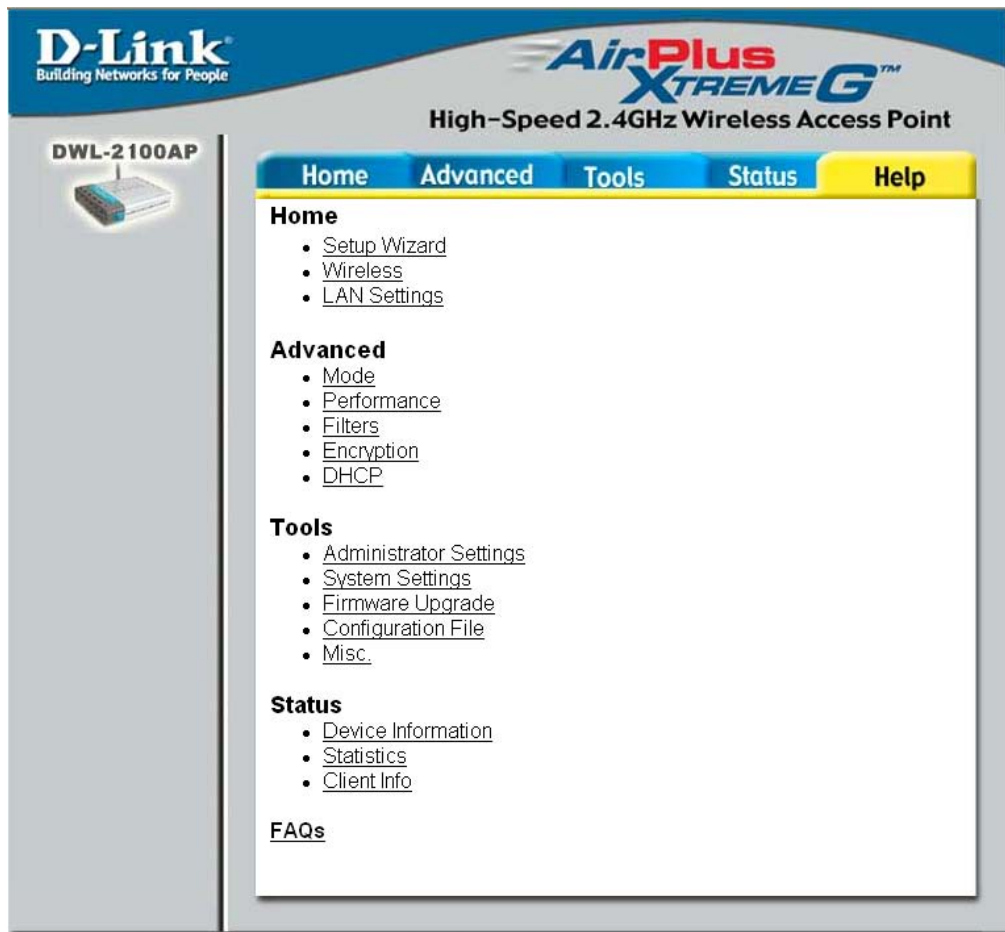 D-Link
Building Networks for People
AirPlus
XTREME G™
High-Speed 2.4GHz Wireless Access Point
DWL-2100AP
Home Advanced Tools Status Help
Home
• Setup Wizard
• Wireless
• LAN Settings
Advanced
• Mode
• Performance
• Filters
• Encryption
• DHCP
Tools
• Administrator Settings
• System Settings
• Firmware Upgrade
• Configuration File
• Misc.
Status
• Device Information
• Statistics
• Client Info
FAQs